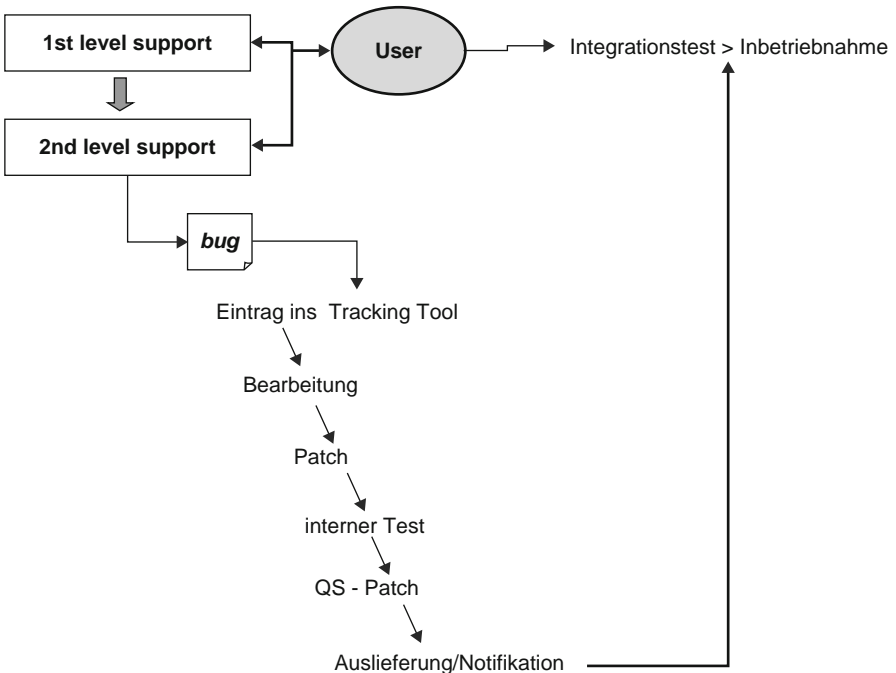 1st level support
User
Integrationstest > Inbetriebnahme
2nd level support
bug
Eintrag ins Tracking Tool
Bearbeitung
Patch
interner Test
QS - Patch
Auslieferung/Notifikation